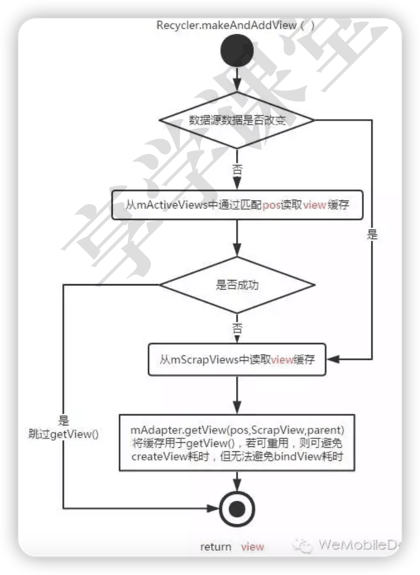 Recycler.makeAndAddView（ ）
享学课堂
数据源数据是否改变
否
从mActiveViews中通过匹配pos读取view缓存
是
是否成功
否
从mScrapViews中读取view缓存
是
跳过getView()
mAdapter.getView(pos,ScrapView,parent)
将缓存用于getView()，若可重用，则可避免
createView耗时，但无法避免bindView耗时
return view
WeMobileDe